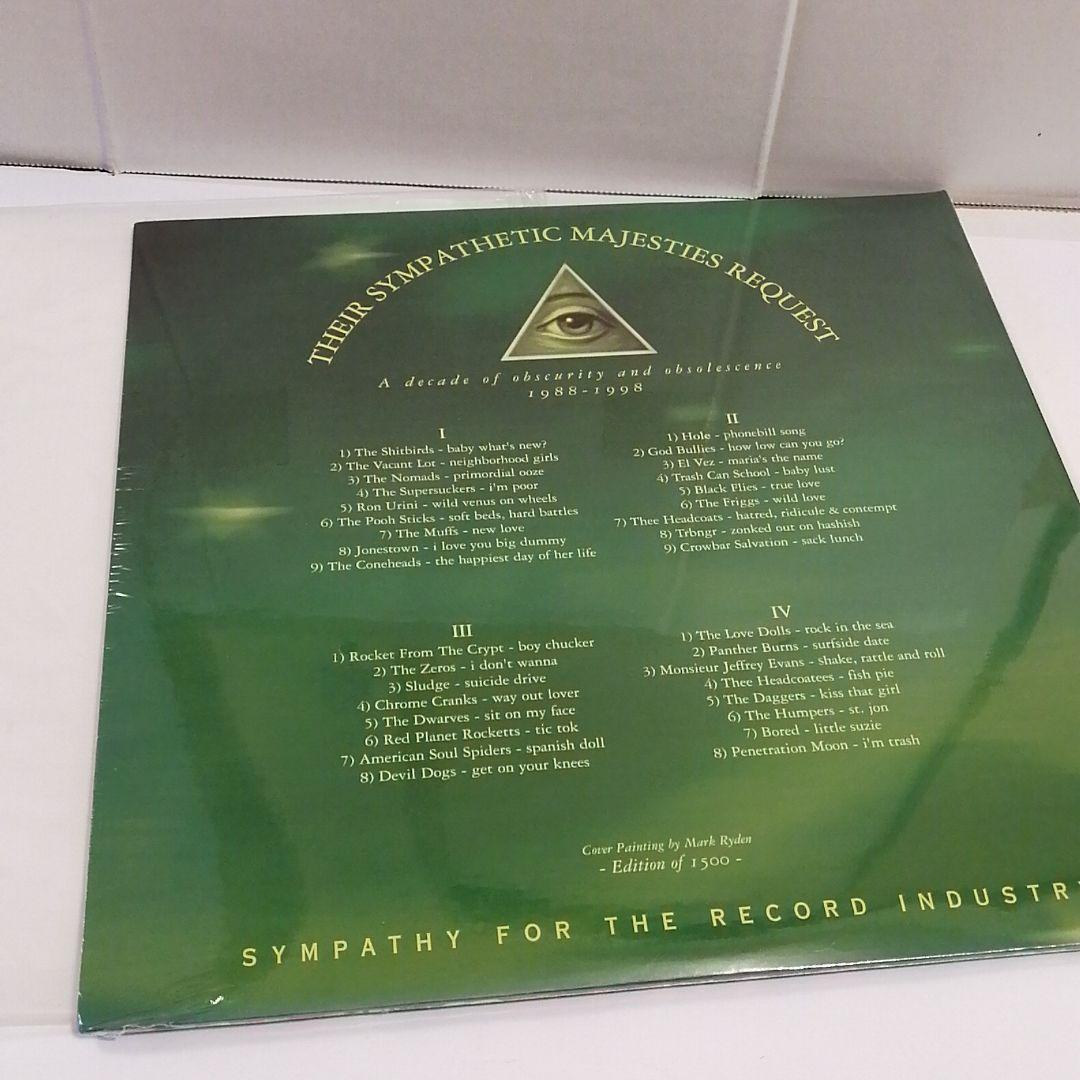 THEIR SYMPATHETIC MAJESTIES REQUEST
A decade of obscurity and obsolescence
1988-1998
I
1) The Shitbirds - baby what's new?
2) The Vacant Lot - neighborhood girls
3) The Nomads - primordial ooze
4) The Supersuckers - i'm poor
5) Ron Urini - wild venus on wheels
6) The Pooh Sticks - soft beds, hard battles
7) The Muffs - new love
8) Jonestown - i love you big dummy
9) The Coneheads - the happiest day of her life
II
1) Hole - phonebill song
2) God Bullies - how low can you go?
3) El Vez - maria's the name
4) Trash Can School - baby lust
5) Black Flies - true love
6) The Friggs - wild love
7) Thee Headcoats - hatred, ridicule & contempt
8) Trbngr - zonked out on hashish
9) Crowbar Salvation - sack lunch
III
1) Rocket From The Crypt - boy chucker
2) The Zeros - i don't wanna
3) Sludge - suicide drive
4) Chrome Cranks - way out lover
5) The Dwarves - sit on my face
6) Red Planet Rocketts - tic tok
7) American Soul Spiders - spanish doll
8) Devil Dogs - get on your knees
IV
1) The Love Dolls - rock in the sea
2) Panther Burns - surfside date
3) Monsieur Jeffrey Evans - shake, rattle and roll
4) Thee Headcoatees - fish pie
5) The Daggers - kiss that girl
6) The Humpers - st. jon
7) Bored - little suzie
8) Penetration Moon - i'm trash
Cover Painting by Mark Ryden
- Edition of 1500 -
SYMPATHY FOR THE RECORD INDUSTRY